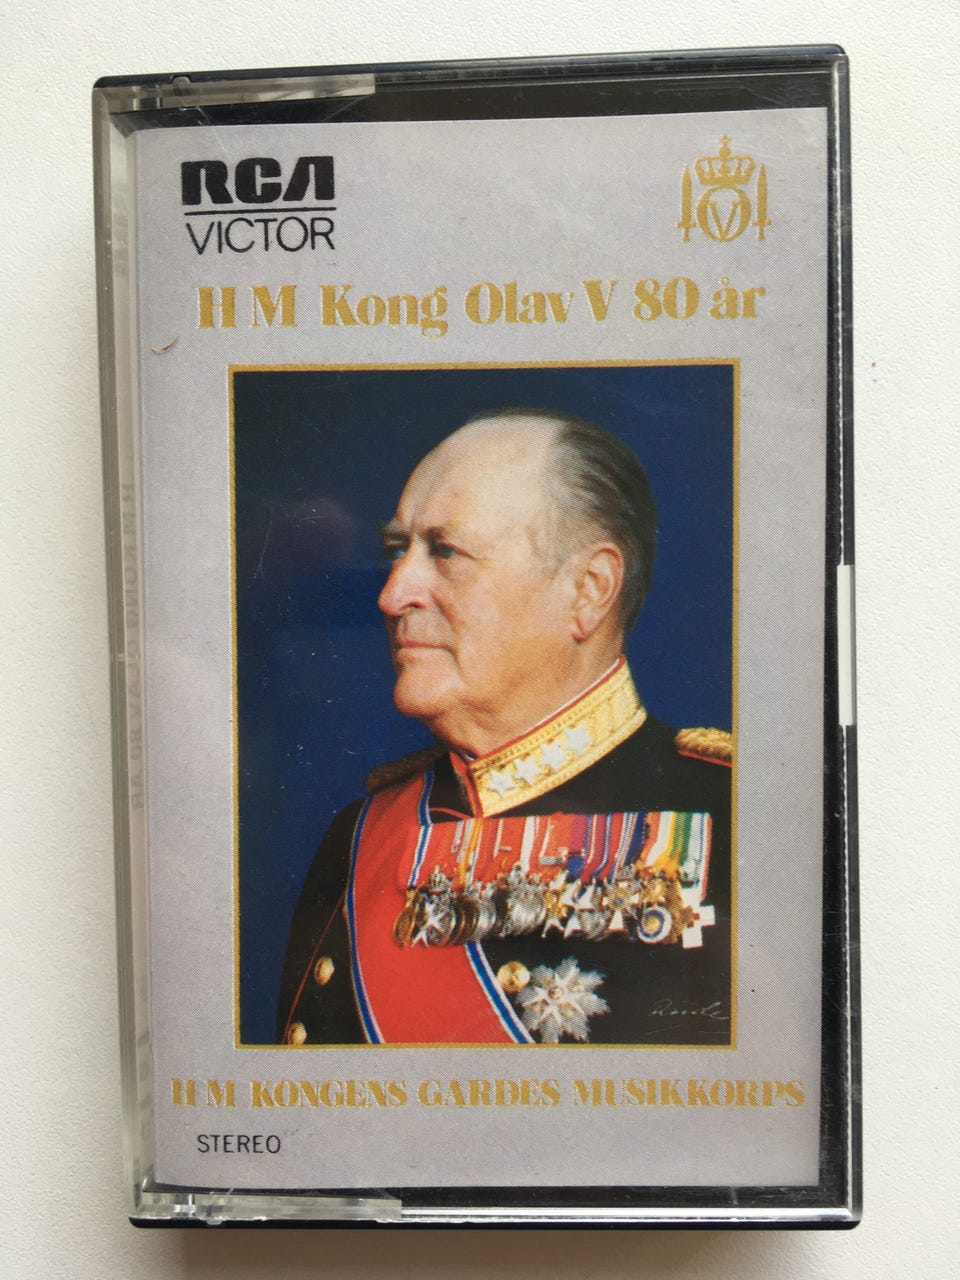 RCA
VICTOR
H M Kong Olav V 80 år
H M KONGENS GARDES MUSIKKORPS
STEREO